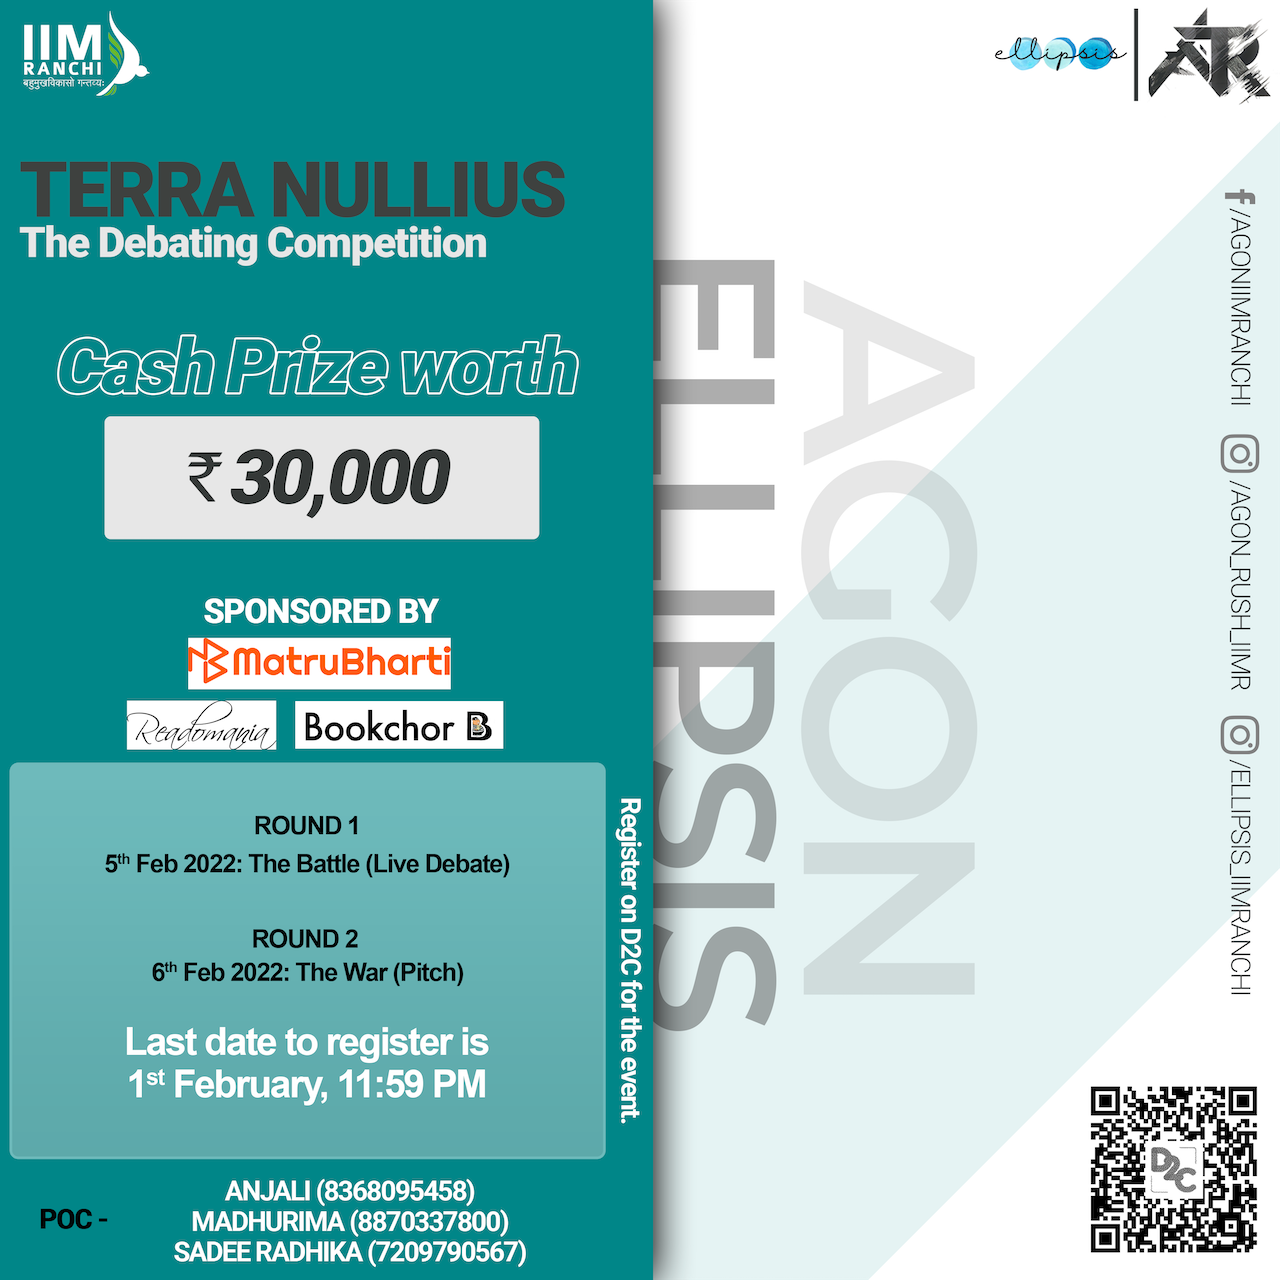 IIM
RANCHI
बहुमुखविकासो गन्तव्यः
ellipsis
TERRA NULLIUS
The Debating Competition
Cash Prize worth
₹ 30,000
SPONSORED BY
MatruBharti
Readomania
Bookchor B
ROUND 1
5th Feb 2022: The Battle (Live Debate)
ROUND 2
6th Feb 2022: The War (Pitch)
Last date to register is
1st February, 11:59 PM
Register on D2C for the event.
POC -
ANJALI (8368095458)
MADHURIMA (8870337800)
SADEE RADHIKA (7209790567)
ELLIPSIS
AGON
/AGONIIMRANCHI
/AGON_RUSH_IIMR
/ELLIPSIS_IIMRANCHI
D2C